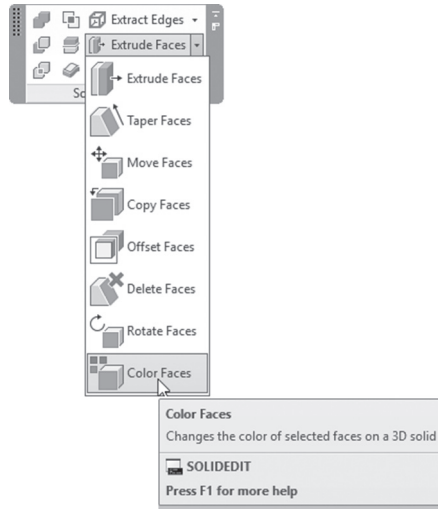 Extract Edges
Extrude Faces
Extrude Faces
Taper Faces
Move Faces
Copy Faces
Offset Faces
Delete Faces
Rotate Faces
Color Faces
Color Faces
Changes the color of selected faces on a 3D solid
SOLIDEDIT
Press F1 for more help